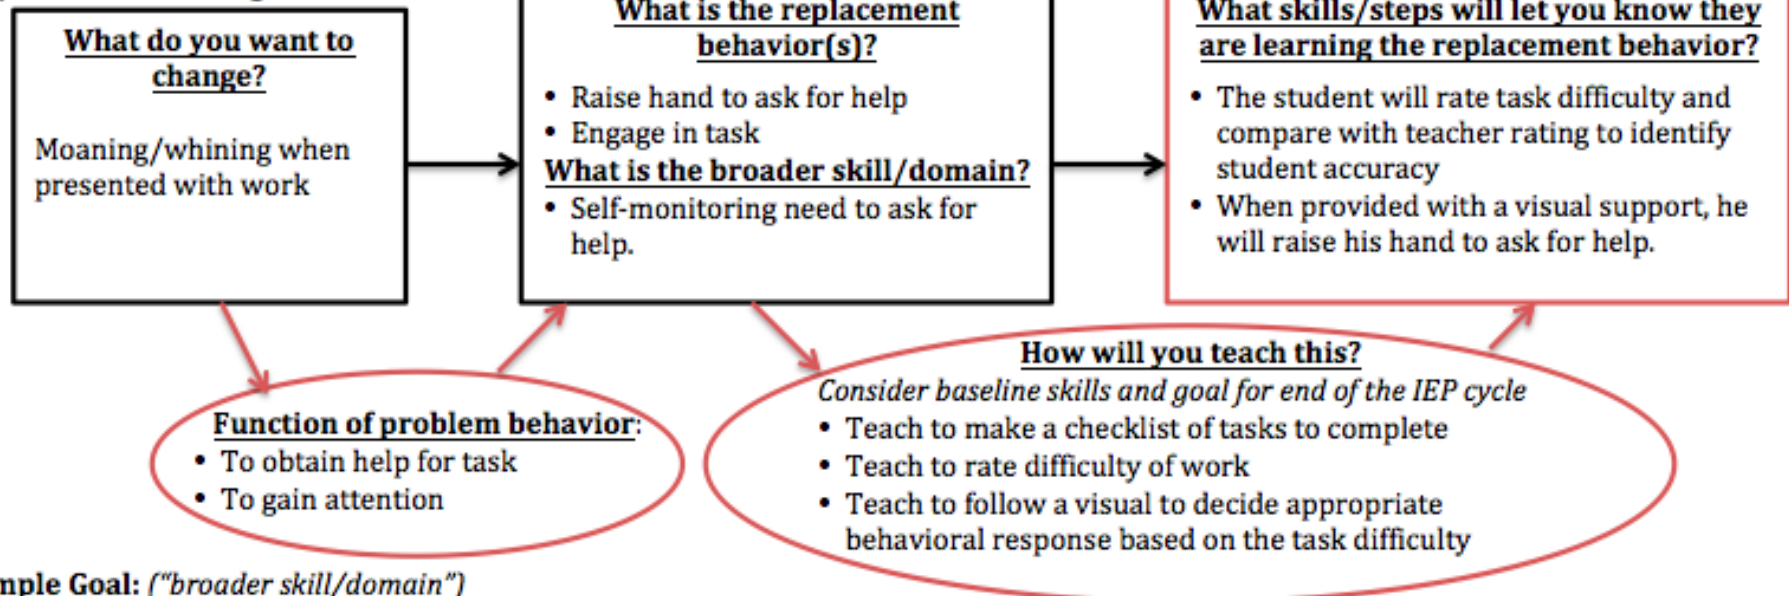 What do you want to
change?
Moaning/whining when
presented with work
What is the replacement
behavior(s)?
• Raise hand to ask for help
• Engage in task
What is the broader skill/domain?
• Self-monitoring need to ask for
help.
What skills/steps will let you know they
are learning the replacement behavior?
• The student will rate task difficulty and
compare with teacher rating to identify
student accuracy
• When provided with a visual support, he
will raise his hand to ask for help.
Function of problem behavior:
• To obtain help for task
• To gain attention
How will you teach this?
Consider baseline skills and goal for end of the IEP cycle
• Teach to make a checklist of tasks to complete
• Teach to rate difficulty of work
• Teach to follow a visual to decide appropriate
behavioral response based on the task difficulty
mple Goal: ("broader skill/domain")